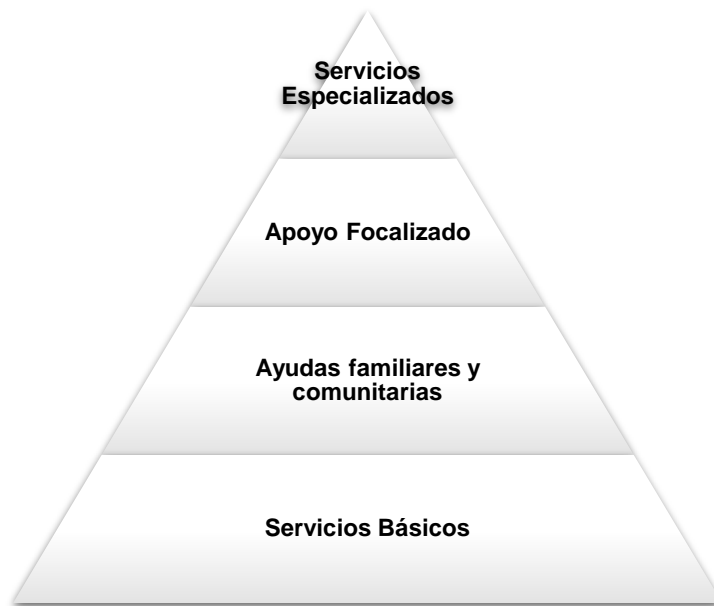 Servicios
Especializados
Apoyo Focalizado
Ayudas familiares y
comunitarias
Servicios Básicos